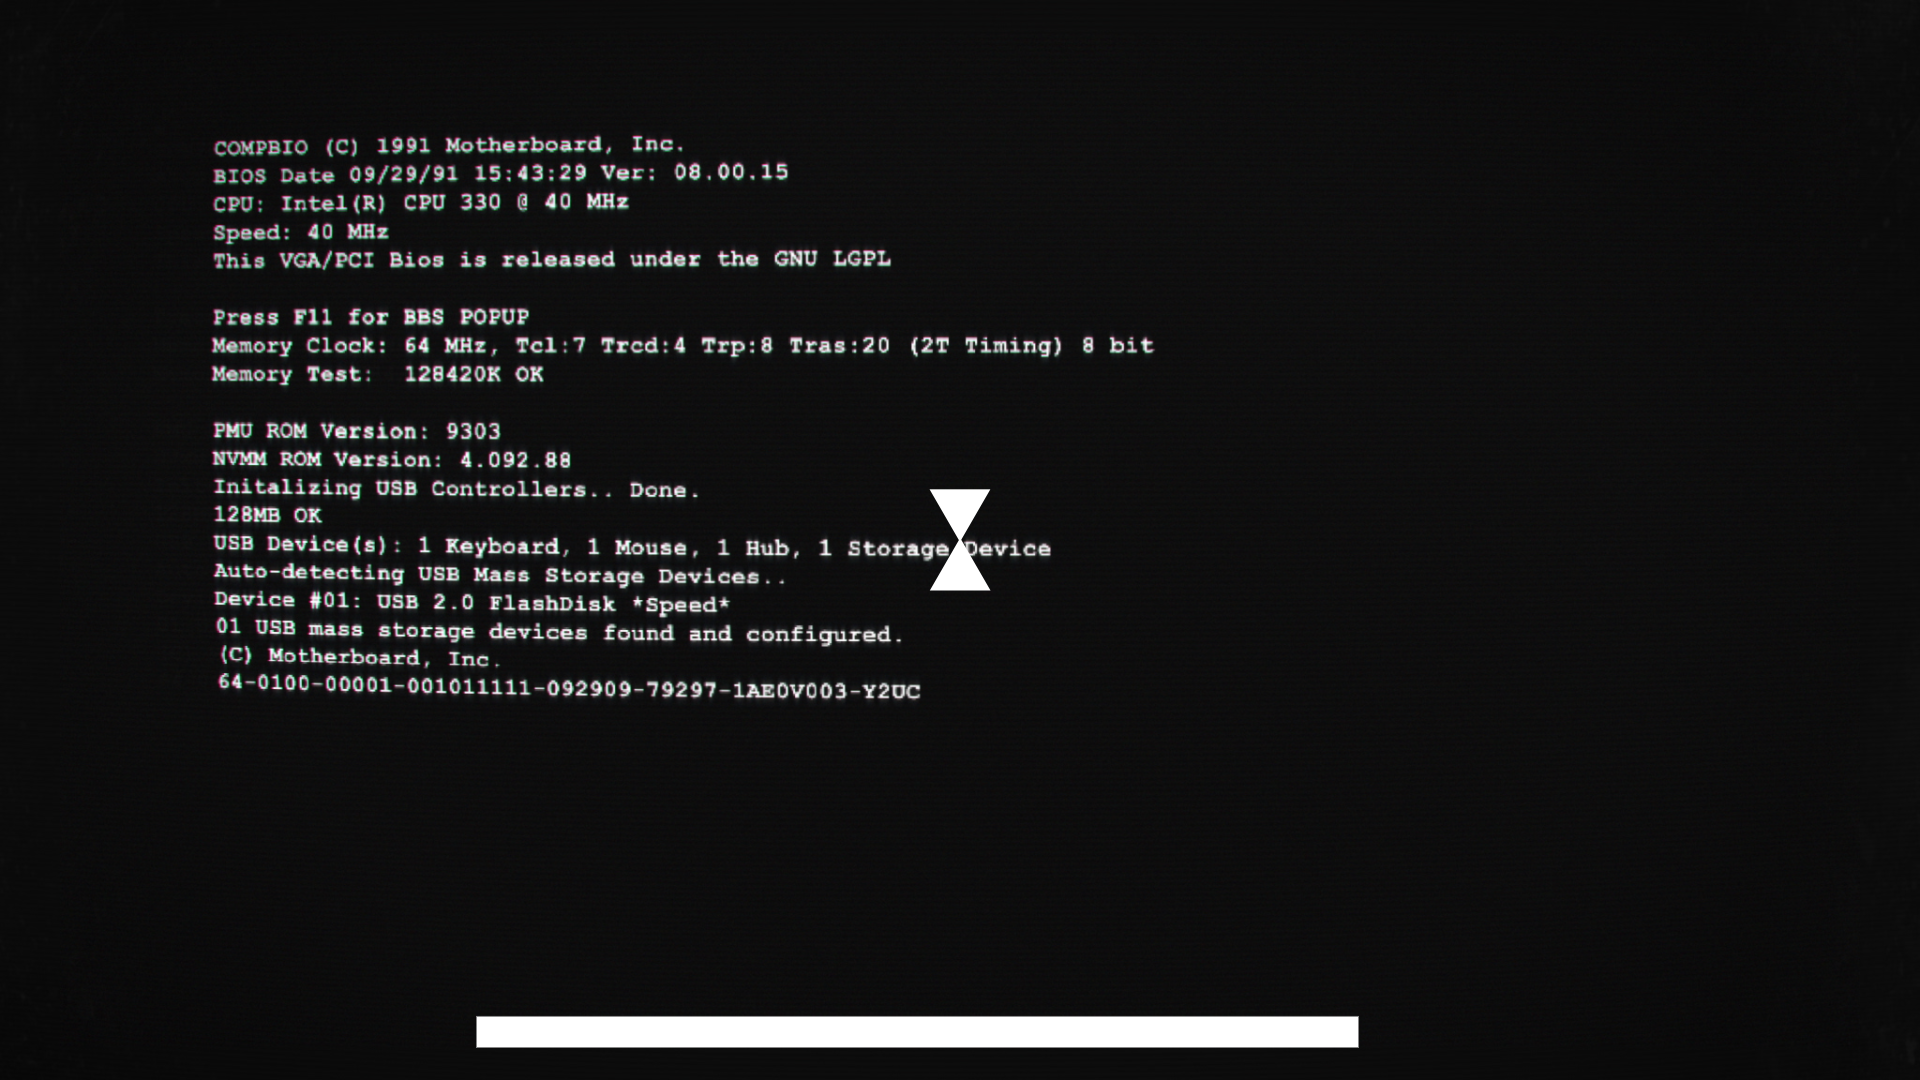 COMPBIO (C) 1991 Motherboard, Inc.
BIOS Date 09/29/91 15:43:29 Ver: 08.00.15
CPU: Intel(R) CPU 330 @ 40 MHz
Speed: 40 MHz
This VGA/PCI Bios is released under the GNU LGPL
Press F11 for BBS POPUP
Memory Clock: 64 MHz, Tcl:7 Trcd:4 Trp:8 Tras:20 (2T Timing) 8 bit
Memory Test: 128420K OK
PMU ROM Version: 9303
NVMM ROM Version: 4.092.88
Initalizing USB Controllers.. Done.
128MB OK
USB Device(s): 1 Keyboard, 1 Mouse, 1 Hub, 1 Storage Device
Auto-detecting USB Mass Storage Devices..
Device #01: USB 2.0 FlashDisk *Speed*
01 USB mass storage devices found and configured.
(C) Motherboard, Inc.
64-0100-00001-001011111-092909-79297-1AE0V003-Y2UC